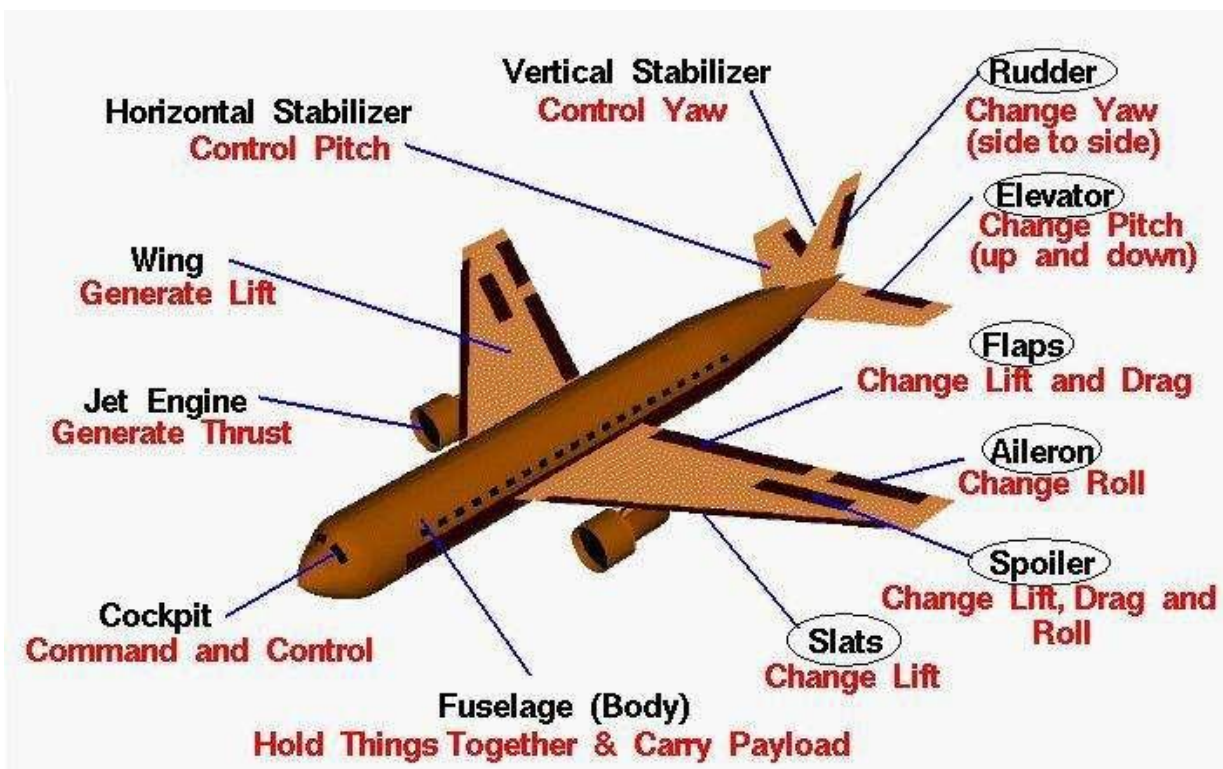 Vertical Stabilizer
Control Yaw
Rudder
Change Yaw
(side to side)
Horizontal Stabilizer
Control Pitch
Elevator
Change Pitch
(up and down)
Wing
Generate Lift
Flaps
Change Lift and Drag
Jet Engine
Generate Thrust
Aileron
Change Roll
Spoiler
Change Lift, Drag and
Roll
Cockpit
Command and Control
Slats
Change Lift
Fuselage (Body)
Hold Things Together & Carry Payload